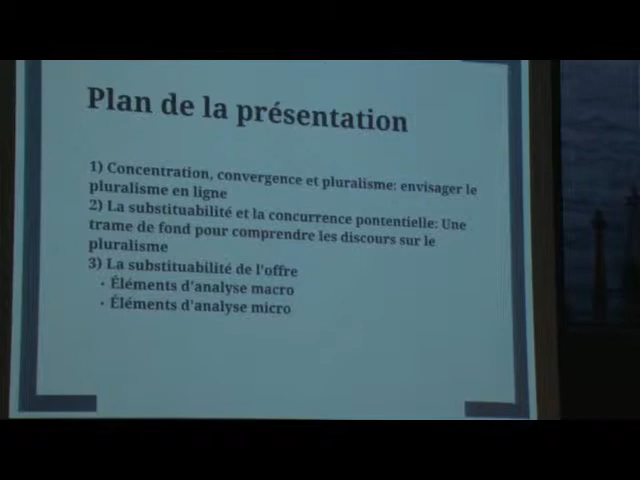 Plan de la présentation
1) Concentration, convergence et pluralisme: envisager le
pluralisme en ligne
2) La substituabilité et la concurrence pontentielle: Une
trame de fond pour comprendre les discours sur le
pluralisme
3) La substituabilité de l'offre
• Éléments d'analyse macro
• Éléments d'analyse micro